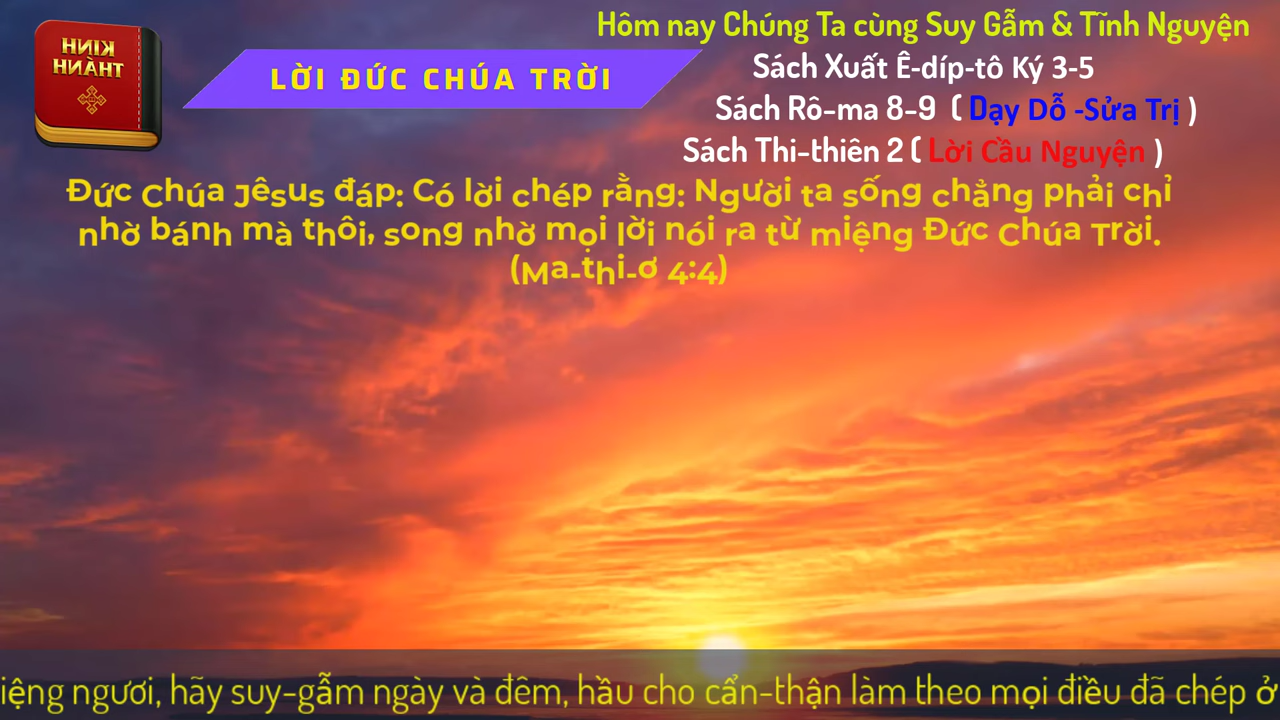 KINH
THÁNH
LỜI ĐỨC CHÚA TRỜI
Hôm nay Chúng Ta cùng Suy Gẫm & Tĩnh Nguyện
Sách Xuất Ê-díp-tô Ký 3-5
Sách Rô-ma 8-9 ( Dạy Dỗ -Sửa Trị )
Sách Thi-thiên 2 ( Lời Cầu Nguyện )
Đức Chúa Jêsus đáp: Có lời chép rằng: Người ta sống chẳng phải chỉ
nhờ bánh mà thôi, song nhờ mọi lời nói ra từ miệng Đức Chúa Trời.
(Ma-thi-ơ 4:4)
iệng ngươi, hãy suy-gẫm ngày và đêm, hầu cho cẩn-thận làm theo mọi điều đã chép ở